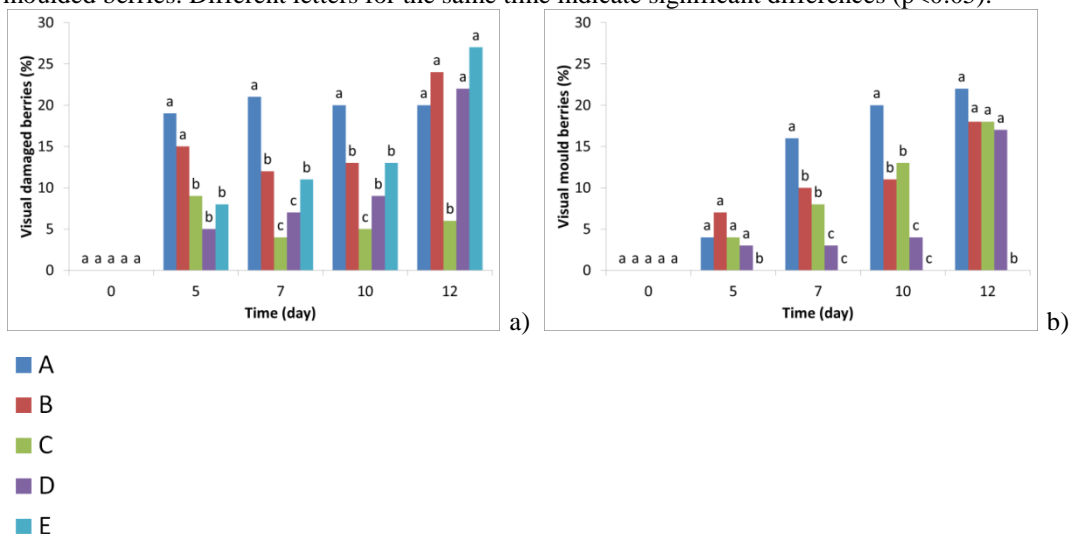 moulded berries. Different letters for the same time indicate significant differences (p<0.05).
30
25
20
15
10
5
0
Visual damaged berries (%)
a a a a a
a a b b b
a b c c b
a b c b b
a a b a a
0 5 7 10 12
Time (day)
a)
30
25
20
15
10
5
0
Visual mould berries (%)
a a a a a
a a a a b
a b b c c
a b b c c
a a a a b
0 5 7 10 12
Time (day)
b)
A
B
C
D
E